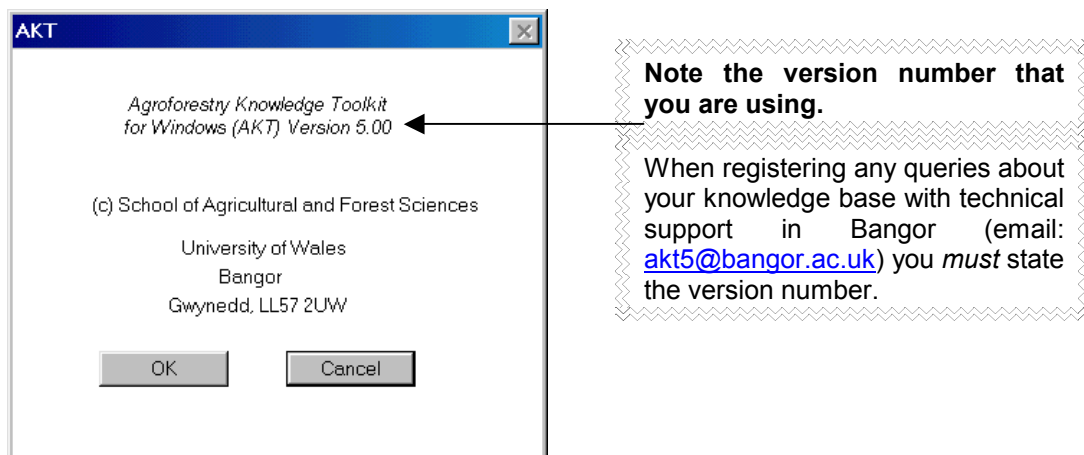 AKT
Agroforestry Knowledge Toolkit
for Windows (AKT) Version 5.00
(c) School of Agricultural and Forest Sciences
University of Wales
Bangor
Gwynedd, LL57 2UW
OK
Cancel
Note the version number that
you are using.
When registering any queries about
your knowledge base with technical
support in Bangor (email:
akt5@bangor.ac.uk) you must state
the version number.